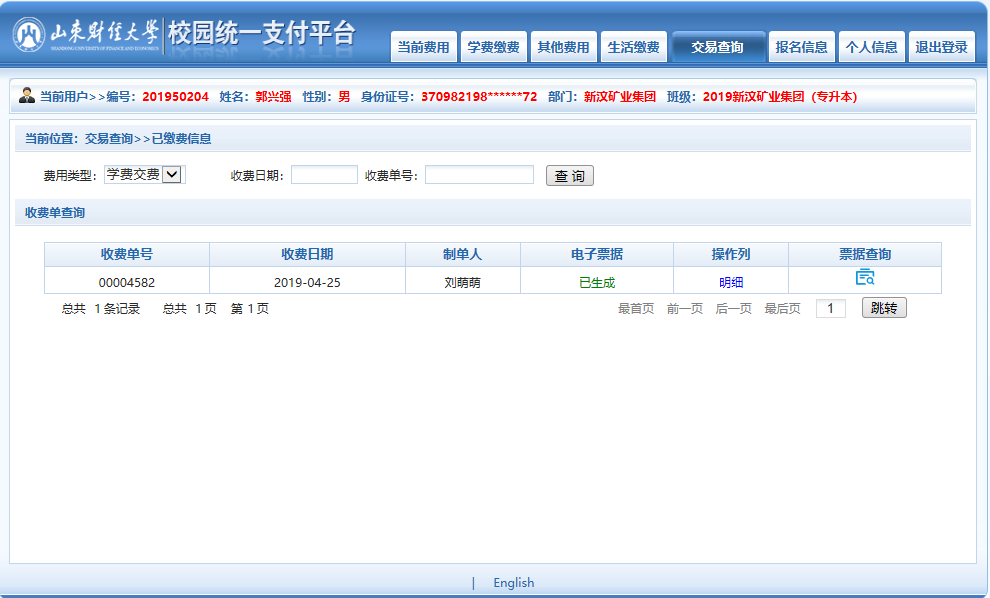 山东财经大学 校园统一支付平台
SHANDONG UNIVERSITY OF FINANCE AND ECONOMICS
当前费用 学费缴费 其他费用 生活缴费 交易查询 报名信息 个人信息 退出登录
当前用户>>编号：201950204 姓名：郭兴强 性别：男 身份证号：370982198******72 部门：新汶矿业集团 班级：2019新汶矿业集团（专升本）
当前位置：交易查询>>已缴费信息
费用类型：学费交费 收费日期： 收费单号： 查 询
收费单查询
收费单号 收费日期 制单人 电子票据 操作列 票据查询
00004582 2019-04-25 刘萌萌 已生成 明细
总共 1 条记录 总共 1 页 第 1 页 最首页 前一页 后一页 最后页 1 跳转
| English